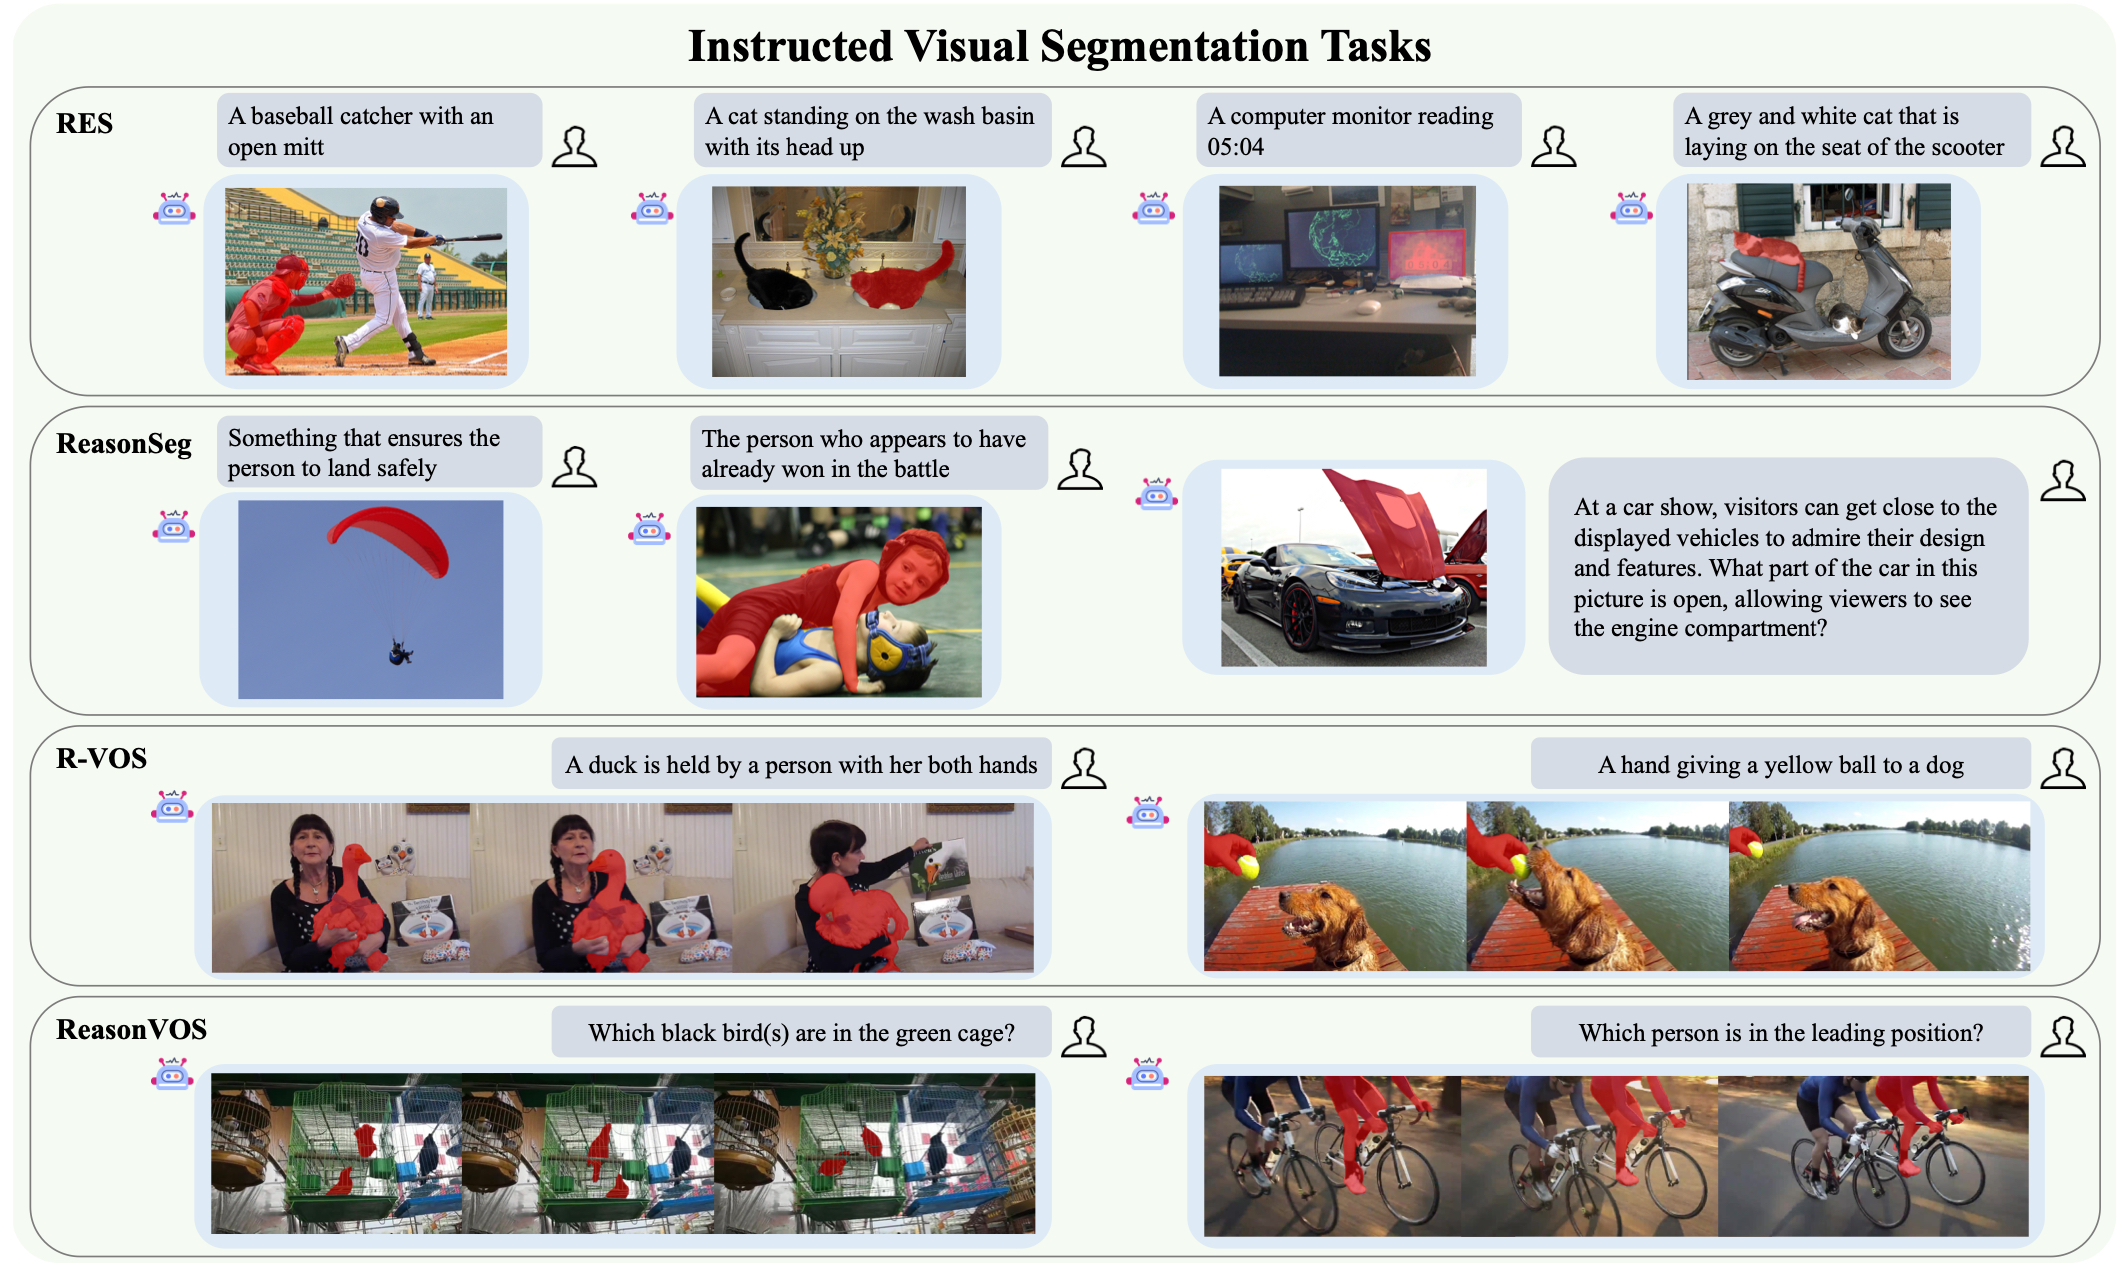 Instructed Visual Segmentation Tasks
RES
A baseball catcher with an
open mitt
A cat standing on the wash basin
with its head up
A computer monitor reading
05:04
A grey and white cat that is
laying on the seat of the scooter
ReasonSeg
Something that ensures the
person to land safely
The person who appears to have
already won in the battle
At a car show, visitors can get close to the
displayed vehicles to admire their design
and features. What part of the car in this
picture is open, allowing viewers to see
the engine compartment?
R-VOS
A duck is held by a person with her both hands
A hand giving a yellow ball to a dog
ReasonVOS
Which black bird(s) are in the green cage?
Which person is in the leading position?